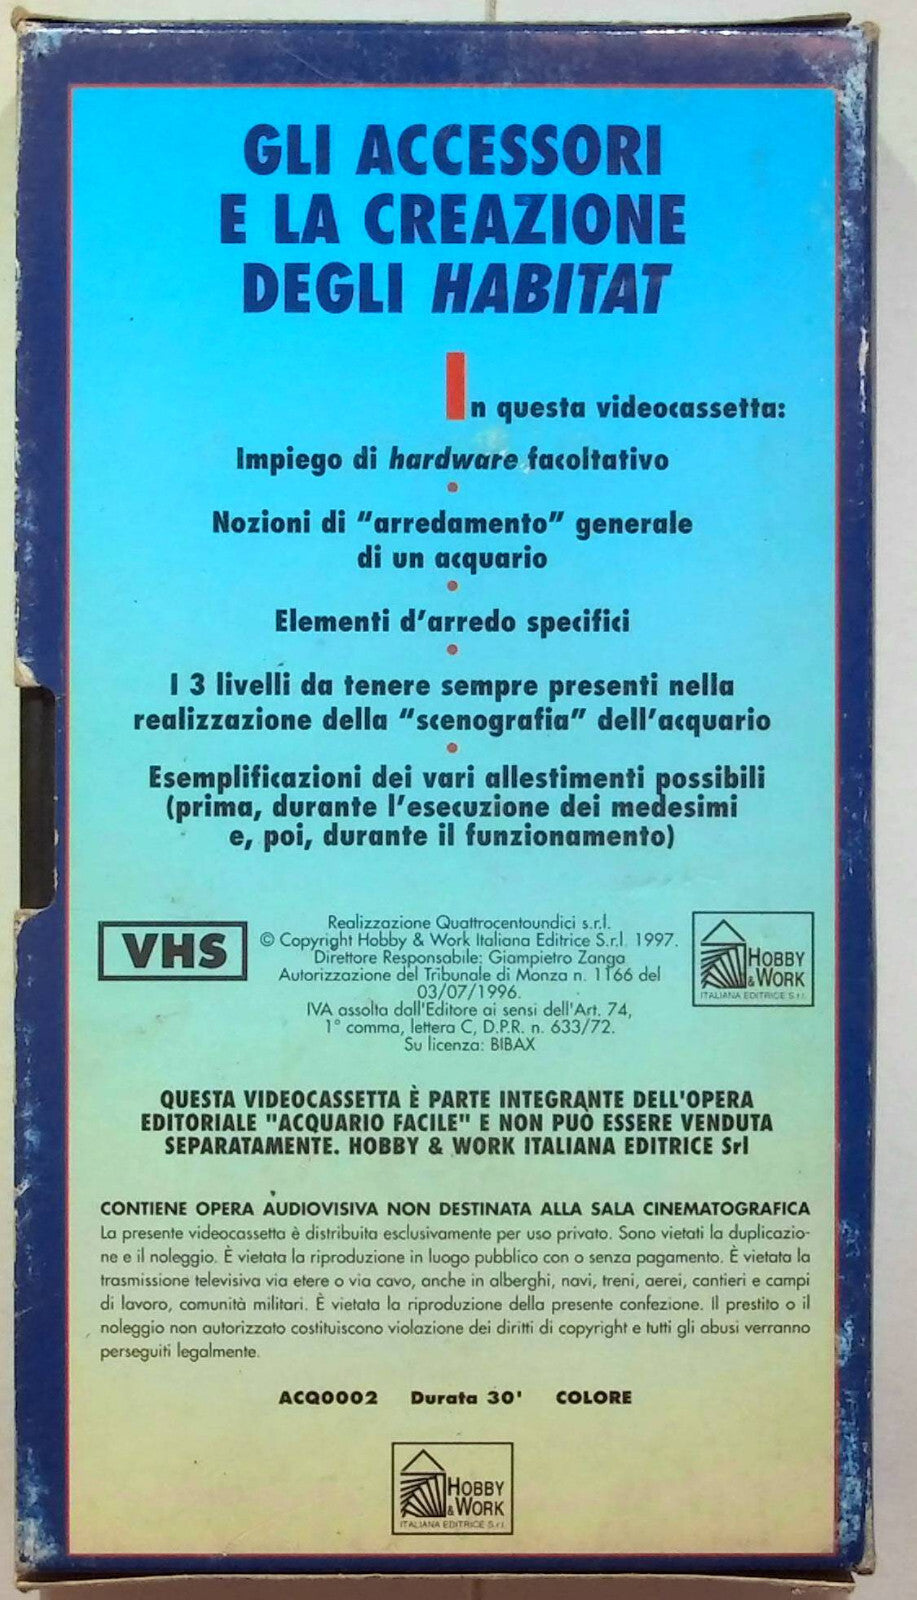 GLI ACCESSORI
E LA CREAZIONE
DEGLI HABITAT
In questa videocassetta:
Impiego di hardware facoltativo
•
Nozioni di “arredamento” generale
di un acquario
•
Elementi d’arredo specifici
•
I 3 livelli da tenere sempre presenti nella
realizzazione della “scenografia” dell’acquario
•
Esemplificazioni dei vari allestimenti possibili
(prima, durante l’esecuzione dei medesimi
e, poi, durante il funzionamento)
VHS
Realizzazione Quattrocentoundici s.r.l.
© Copyright Hobby & Work Italiana Editrice S.r.l. 1997.
Direttore Responsabile: Giampietro Zanga
Autorizzazione del Tribunale di Monza n. 1166 del
03/07/1996.
IVA assolta dall'Editore ai sensi dell'Art. 74,
1° comma, lettera C, D.P.R. n. 633/72.
Su licenza: BIBAX
HOBBY
& WORK
ITALIANA EDITRICE S.r.l.
QUESTA VIDEOCASSETTA È PARTE INTEGRANTE DELL'OPERA
EDITORIALE "ACQUARIO FACILE" E NON PUÒ ESSERE VENDUTA
SEPARATAMENTE. HOBBY & WORK ITALIANA EDITRICE Srl
CONTIENE OPERA AUDIOVISIVA NON DESTINATA ALLA SALA CINEMATOGRAFICA
La presente videocassetta è distribuita esclusivamente per uso privato. Sono vietati la duplicazio-
ne e il noleggio. È vietata la riproduzione in luogo pubblico con o senza pagamento. È vietata la
trasmissione televisiva via etere o via cavo, anche in alberghi, navi, treni, aerei, cantieri e campi
di lavoro, comunità militari. È vietata la riproduzione della presente confezione. Il prestito o il
noleggio non autorizzato costituiscono violazione dei diritti di copyright e tutti gli abusi verranno
perseguiti legalmente.
ACQ0002 Durata 30' COLORE
HOBBY
& WORK
ITALIANA EDITRICE S.r.l.